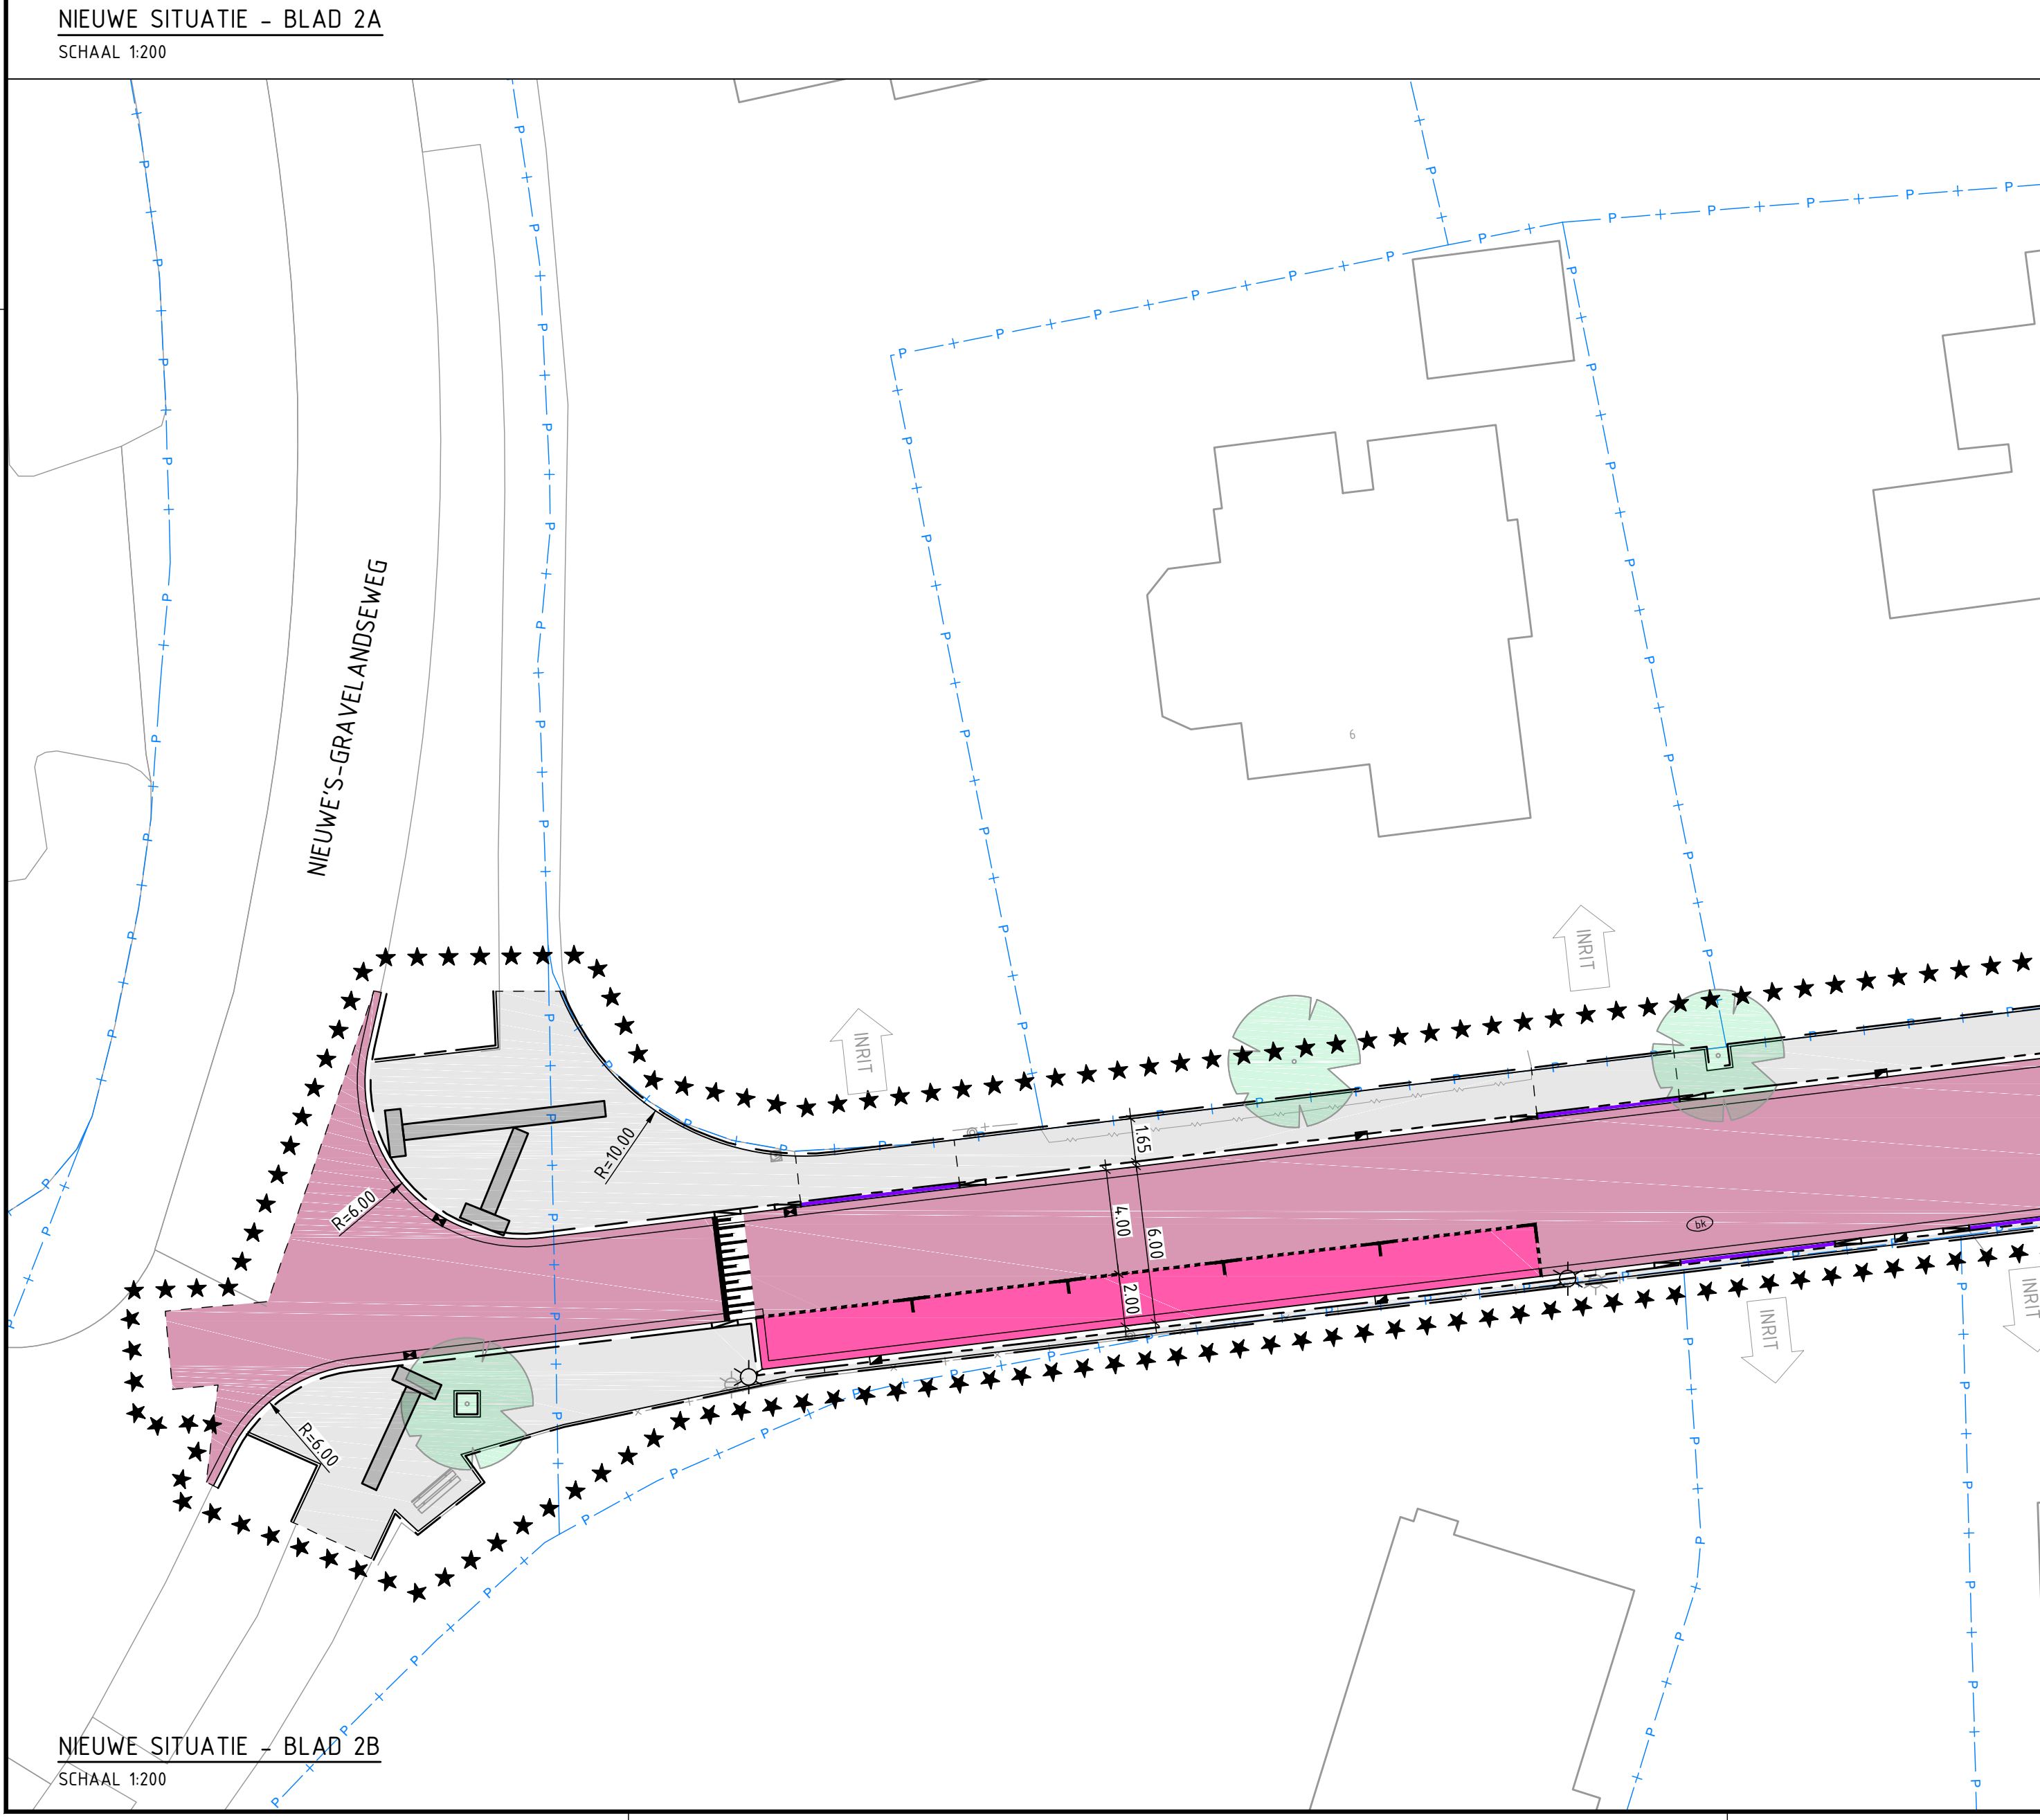 NIEUWE SITUATIE - BLAD 2A
SCHAAL 1:200
NIEUWE'S-GRAVELANDSEWEG
6
INRIT
INRIT
R=10.00
R=6.00
1.65
4.00
6.00
2.00
bk
INRIT
INRIT
R=6.00
NIEUWE SITUATIE - BLAD 2B
SCHAAL 1:200